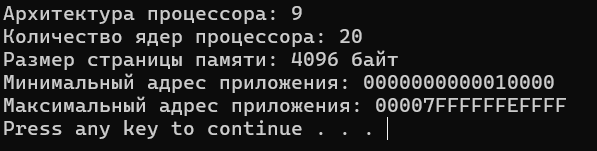 Архитектура процессора: 9
Количество ядер процессора: 20
Размер страницы памяти: 4096 байт
Минимальный адрес приложения: 0000000000010000
Максимальный адрес приложения: 00007FFFFFFEFFFF
Press any key to continue . . .